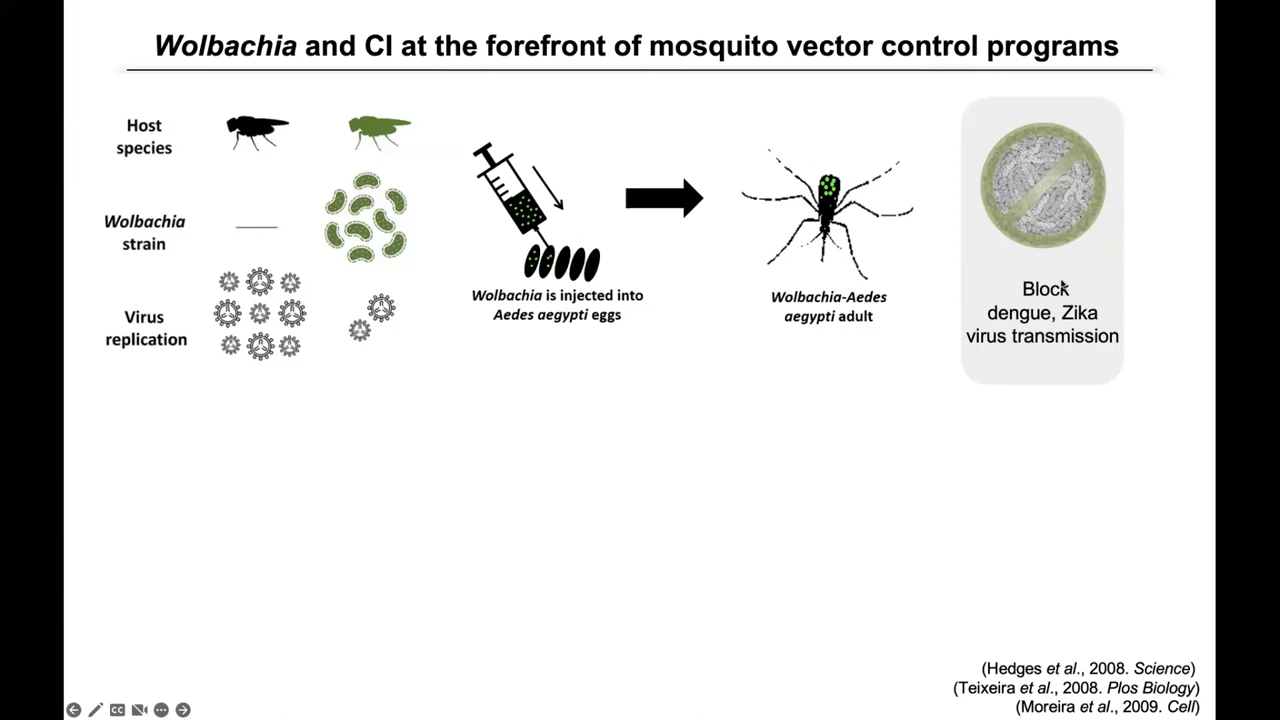 Wolbachia and CI at the forefront of mosquito vector control programs
Host
species
Wolbachia
strain
Virus
replication
Wolbachia is injected into
Aedes aegypti eggs
Wolbachia-Aedes
aegypti adult
Block
dengue, Zika
virus transmission
(Hedges et al., 2008. Science)
(Teixeira et al., 2008. Plos Biology)
(Moreira et al., 2009. Cell)
CC